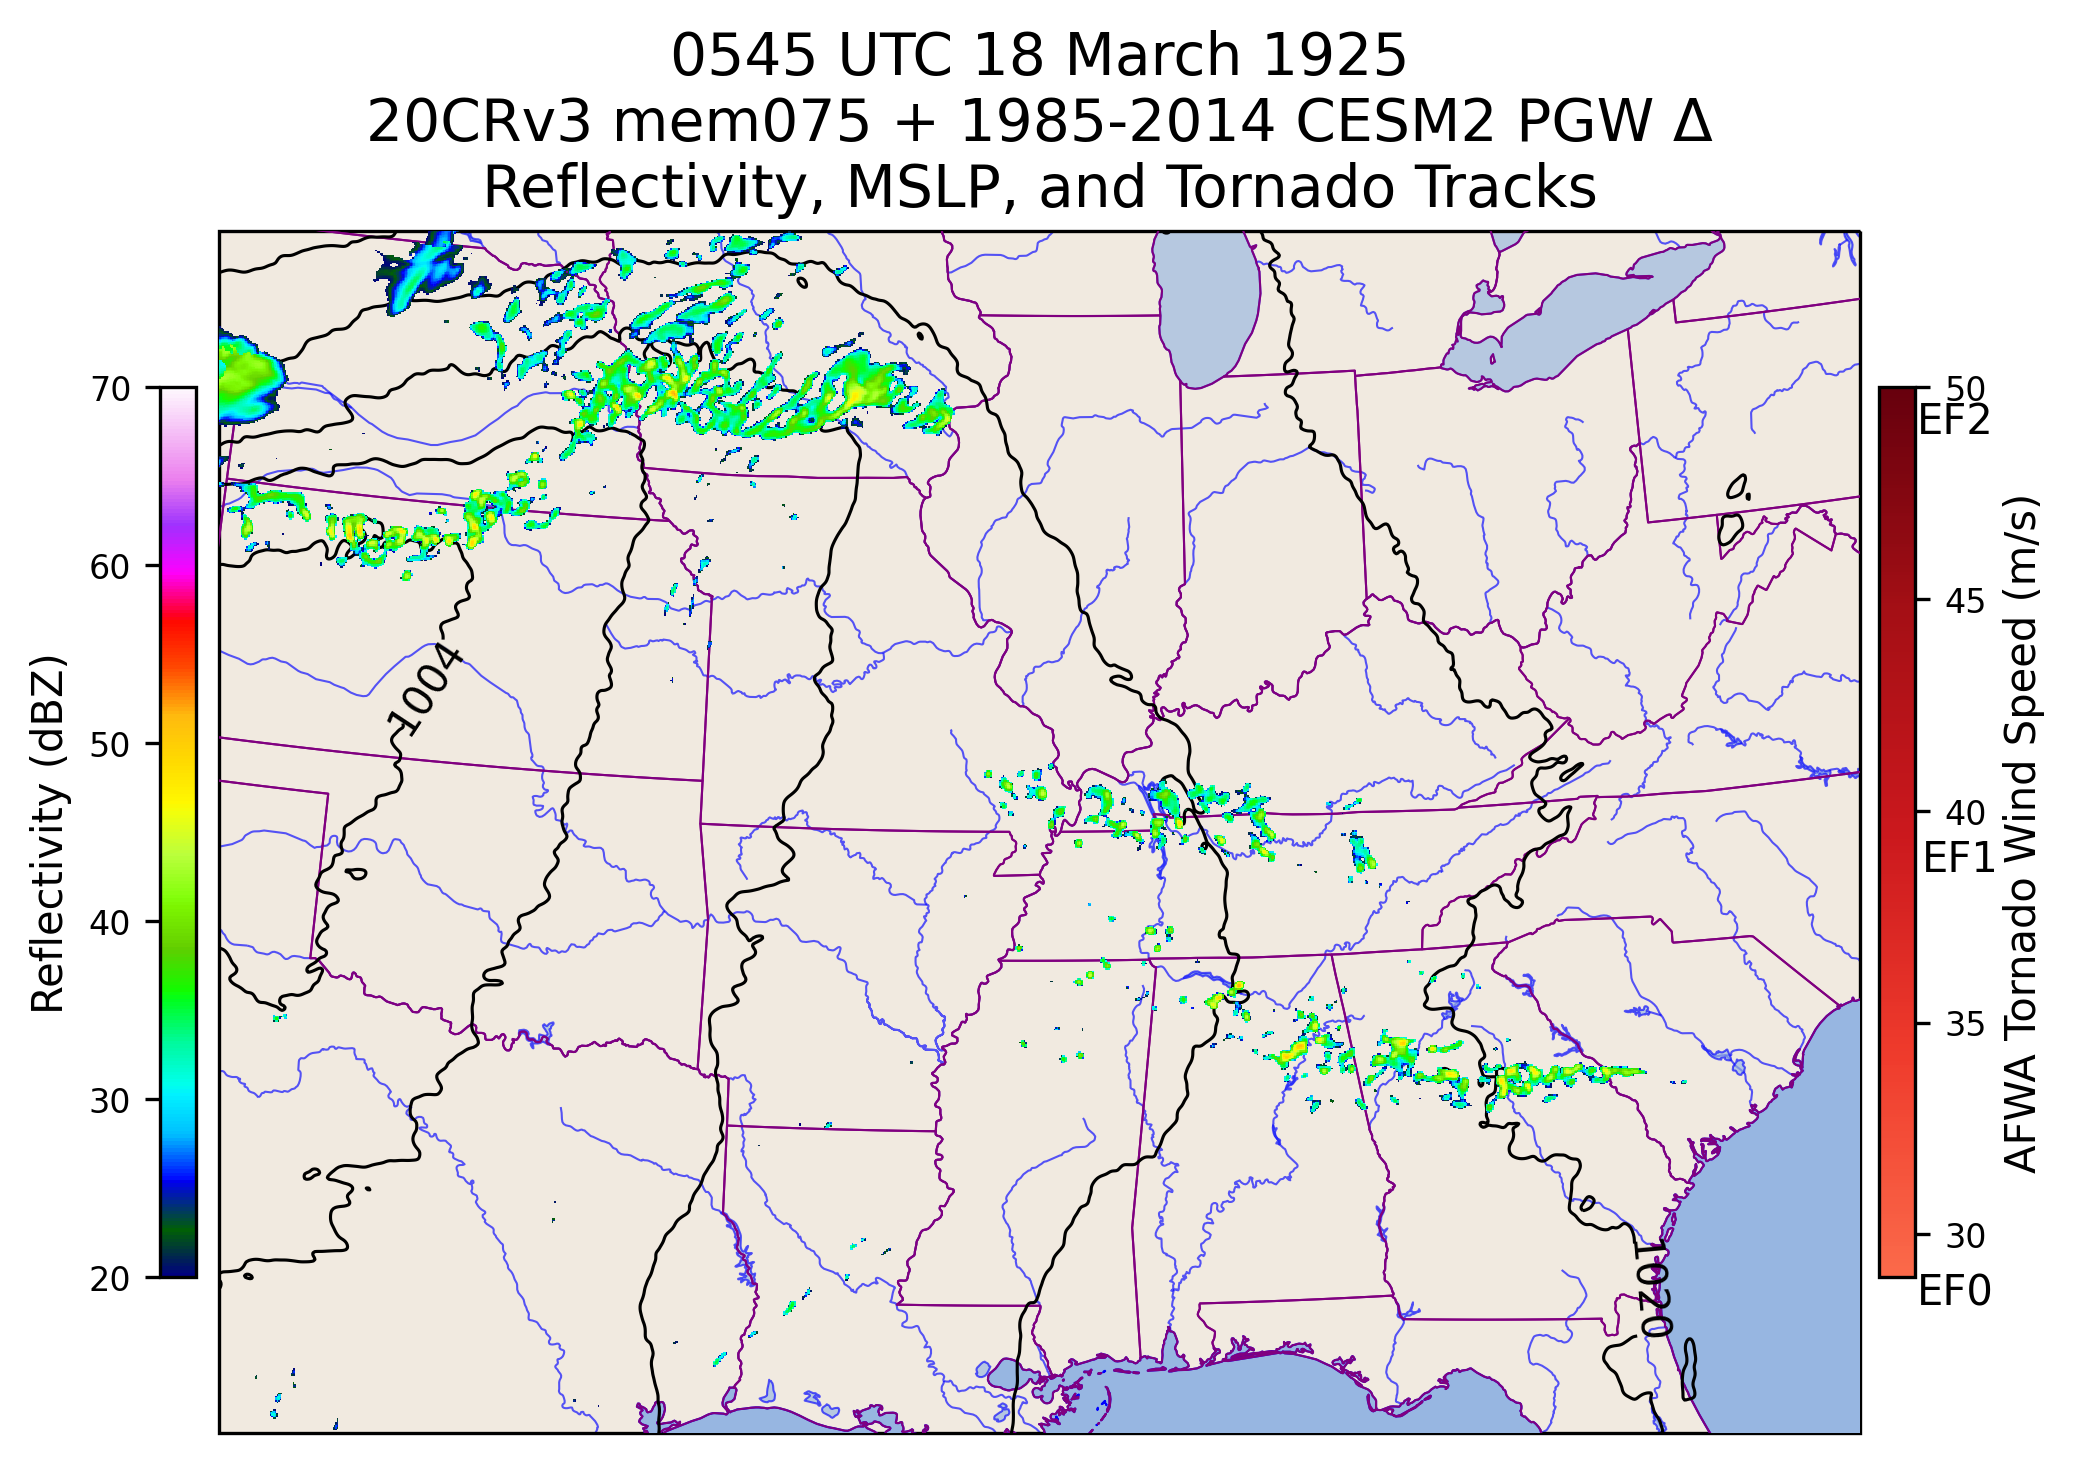 0545 UTC 18 March 1925
20CRv3 mem075 + 1985-2014 CESM2 PGW Δ
Reflectivity, MSLP, and Tornado Tracks
Reflectivity (dBZ)
70
60
50
40
30
20
1004
1020
50
EF2
45
40
EF1
35
30
EF0
AFWA Tornado Wind Speed (m/s)